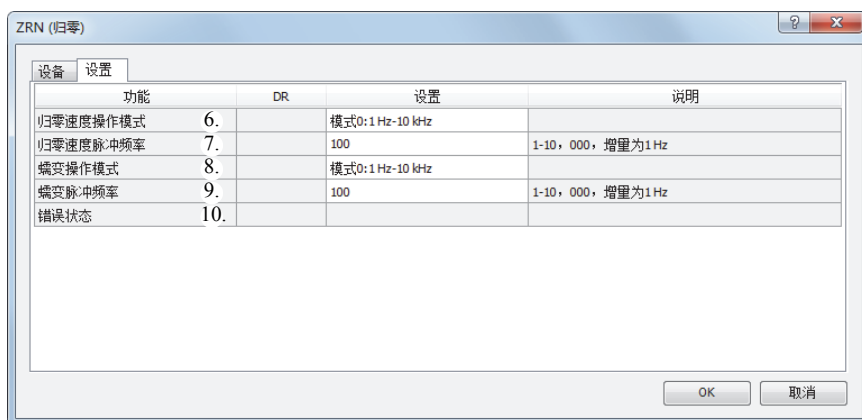 ZRN (归零)
设备 设置
功能 DR 设置 说明
归零速度操作模式 6. 模式0:1 Hz-10 kHz
归零速度脉冲频率 7. 100 1-10，000，增量为1 Hz
蠕变操作模式 8. 模式0:1 Hz-10 kHz
蠕变脉冲频率 9. 100 1-10，000，增量为1 Hz
错误状态 10.
OK 取消